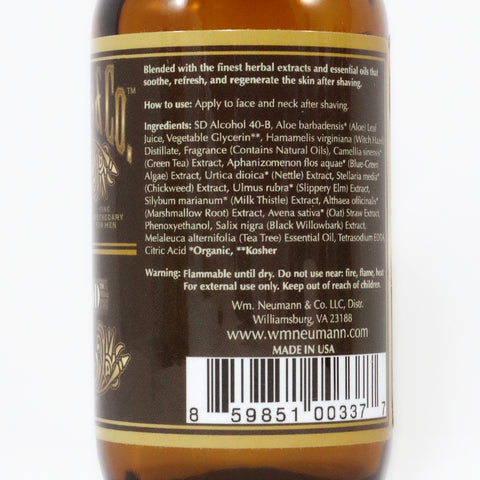 Blended with the finest herbal extracts and essential oils that
soothe, refresh, and regenerate the skin after shaving.
How to use: Apply to face and neck after shaving.
Ingredients: SD Alcohol 40-B, Aloe barbadensis* (Aloe) Leaf
Juice, Vegetable Glycerin**, Hamamelis virginiana (Witch Hazel)
Distillate, Fragrance (Contains Natural Oils), Camellia sinensis*
(Green Tea) Extract, Aphanizomenon flos aquae* (Blue-Green
Algae) Extract, Urtica dioica* (Nettle) Extract, Stellaria media*
(Chickweed) Extract, Ulmus rubra* (Slippery Elm) Extract,
Silybum marianum* (Milk Thistle) Extract, Althaea officinalis*
(Marshmallow Root) Extract, Avena sativa* (Oat) Straw Extract,
Phenoxyethanol, Salix nigra (Black Willowbark) Extract,
Melaleuca alternifolia (Tea Tree) Essential Oil, Tetrasodium EDTA,
Citric Acid *Organic, **Kosher
Warning: Flammable until dry. Do not use near: fire, flame, heat
For external use only. Keep out of reach of children.
Wm. Neumann & Co. LLC, Distr.
Williamsburg, VA 23188
www.wmneumann.com
MADE IN USA
8 59851 00337 7
Co.™
FOR MEN